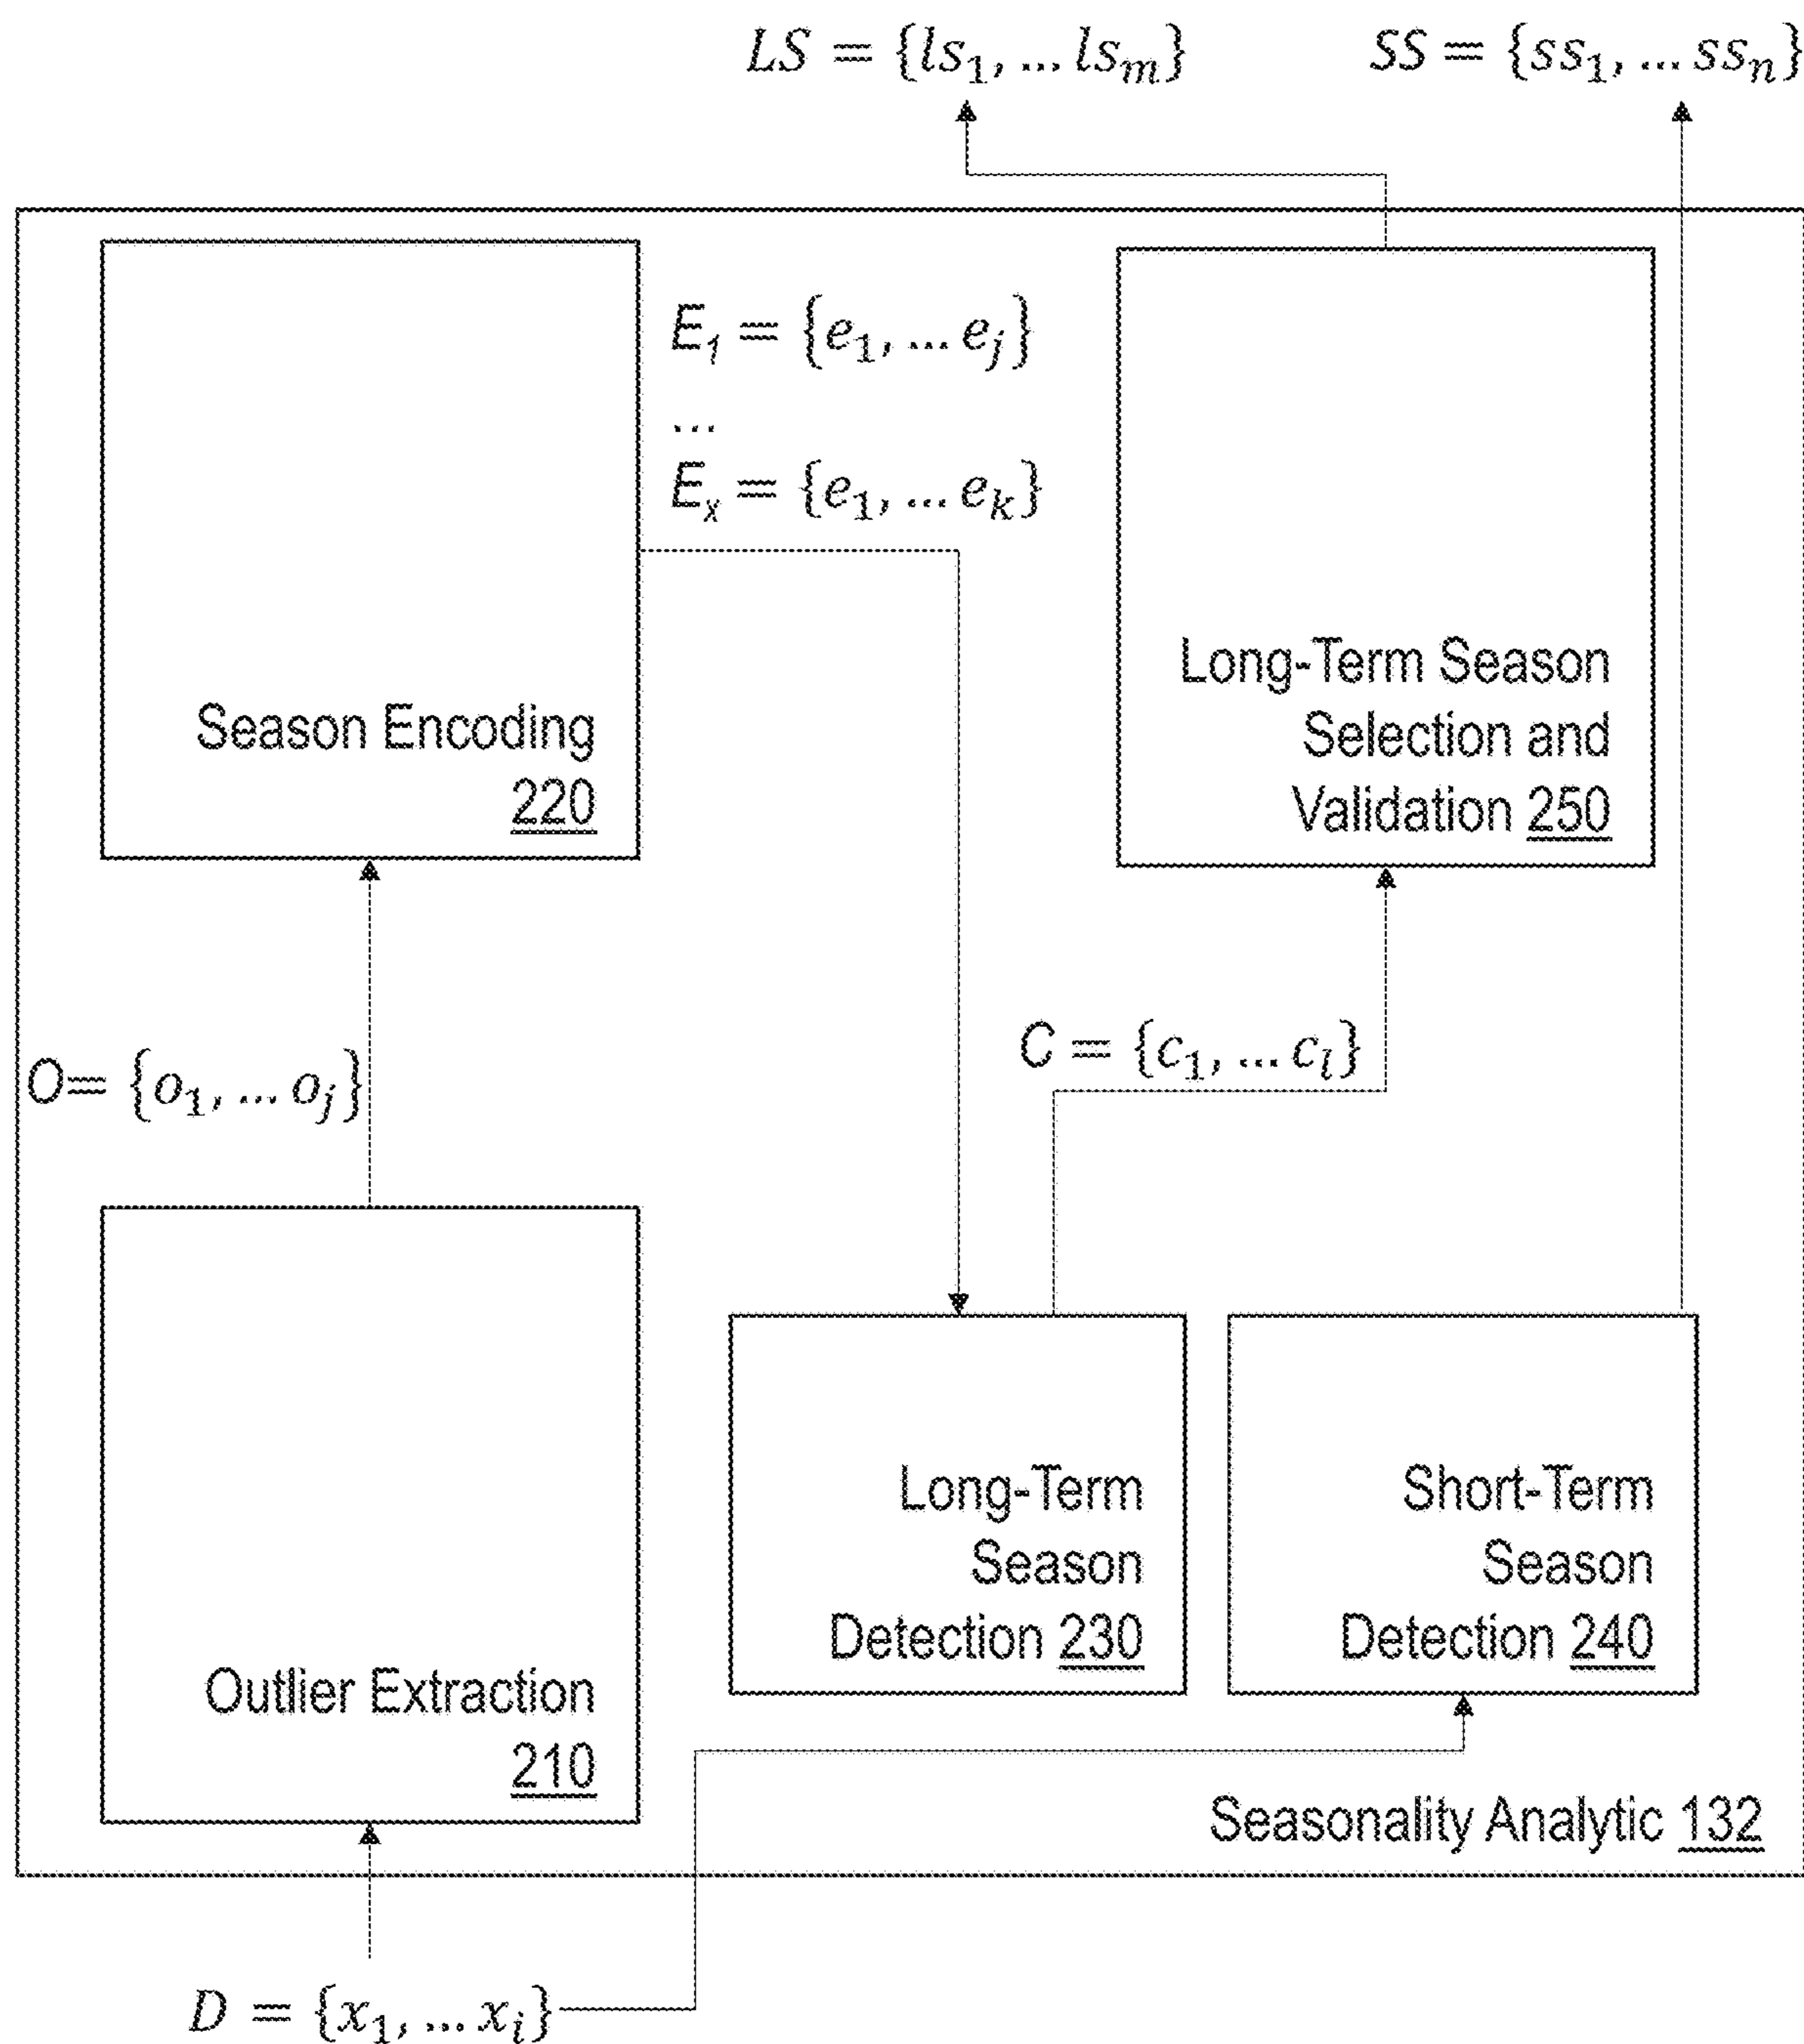 LS = {ls₁, ... lsₘ}
SS = {ss₁, ... ssₙ}
E₁ = {e₁, ... eⱼ}
...
Eₓ = {e₁, ... eₖ}
Season Encoding
220
Long-Term Season
Selection and
Validation 250
O= {o₁, ... oⱼ}
C = {c₁, ... cₗ}
Outlier Extraction
210
Long-Term
Season
Detection 230
Short-Term
Season
Detection 240
Seasonality Analytic 132
D = {x₁, ... xᵢ}